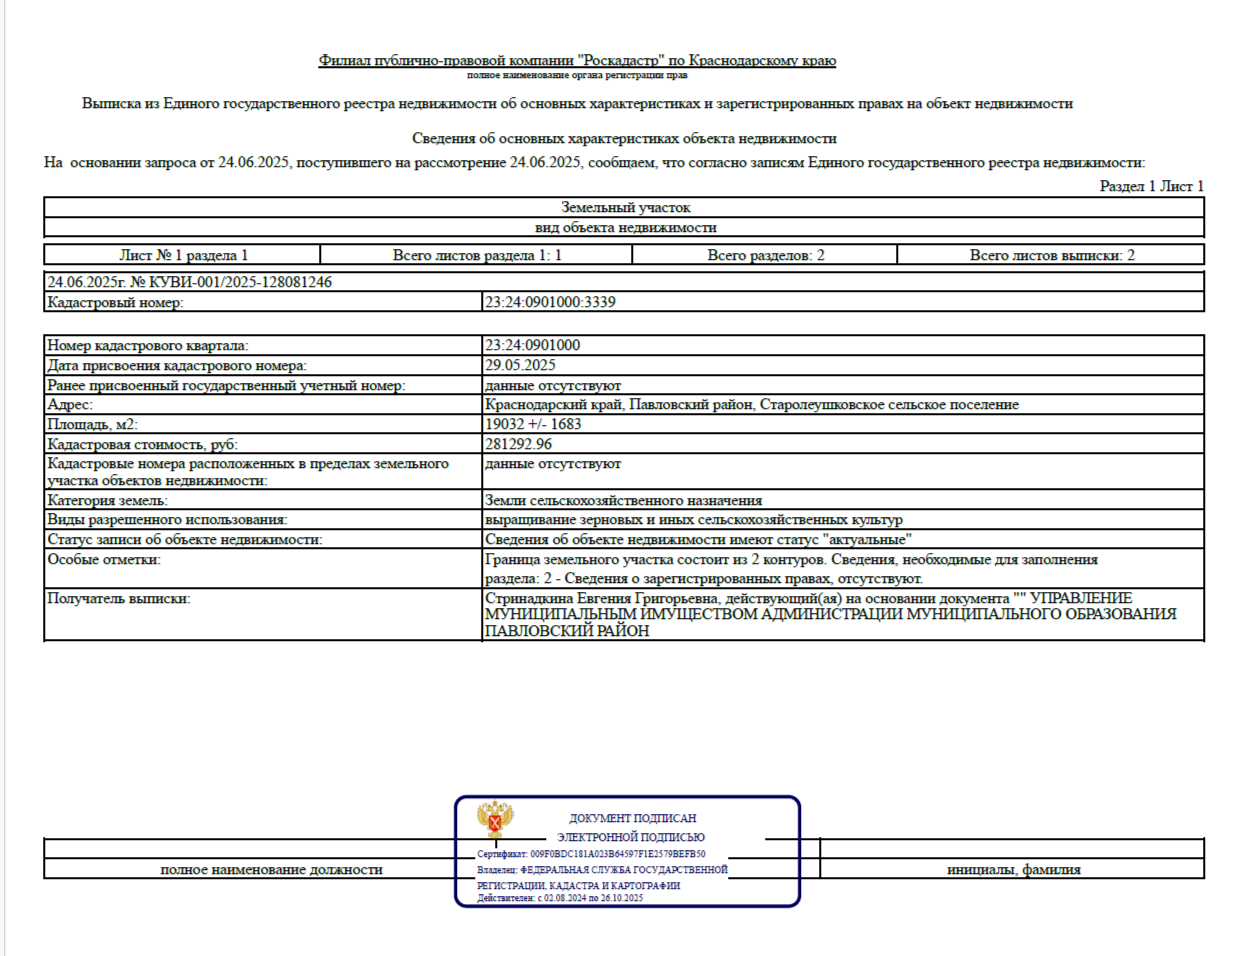 Филиал публично-правовой компании "Роскадастр" по Краснодарскому краю
полное наименование органа регистрации прав
Выписка из Единого государственного реестра недвижимости об основных характеристиках и зарегистрированных правах на объект недвижимости
Сведения об основных характеристиках объекта недвижимости
На основании запроса от 24.06.2025, поступившего на рассмотрение 24.06.2025, сообщаем, что согласно записям Единого государственного реестра недвижимости:
Раздел 1 Лист 1
Земельный участок
вид объекта недвижимости
Лист № 1 раздела 1 Всего листов раздела 1: 1 Всего разделов: 2 Всего листов выписки: 2
24.06.2025г. № КУВИ-001/2025-128081246
Кадастровый номер: 23:24:0901000:3339
Номер кадастрового квартала: 23:24:0901000
Дата присвоения кадастрового номера: 29.05.2025
Ранее присвоенный государственный учетный номер: данные отсутствуют
Адрес: Краснодарский край, Павловский район, Старолеушковское сельское поселение
Площадь, м2: 19032 +/- 1683
Кадастровая стоимость, руб: 281292.96
Кадастровые номера расположенных в пределах земельного данные отсутствуют
участка объектов недвижимости:
Категория земель: Земли сельскохозяйственного назначения
Виды разрешенного использования: выращивание зерновых и иных сельскохозяйственных культур
Статус записи об объекте недвижимости: Сведения об объекте недвижимости имеют статус "актуальные"
Особые отметки: Граница земельного участка состоит из 2 контуров. Сведения, необходимые для заполнения
раздела: 2 - Сведения о зарегистрированных правах, отсутствуют.
Получатель выписки: Стринадкина Евгения Григорьевна, действующий(ая) на основании документа "" УПРАВЛЕНИЕ
МУНИЦИПАЛЬНЫМ ИМУЩЕСТВОМ АДМИНИСТРАЦИИ МУНИЦИПАЛЬНОГО ОБРАЗОВАНИЯ
ПАВЛОВСКИЙ РАЙОН
ДОКУМЕНТ ПОДПИСАН
ЭЛЕКТРОННОЙ ПОДПИСЬЮ
Сертификат: 009F0BDC181A023B64597F1E2579BEFB50
Владелец: ФЕДЕРАЛЬНАЯ СЛУЖБА ГОСУДАРСТВЕННОЙ
РЕГИСТРАЦИИ, КАДАСТРА И КАРТОГРАФИИ
Действителен: с 02.08.2024 по 26.10.2025
полное наименование должности инициалы, фамилия